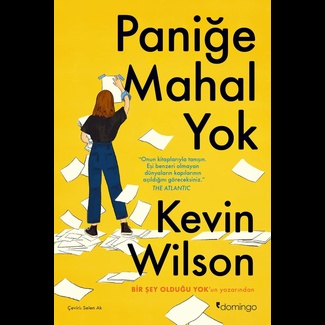 Paniğe
Mahal
Yok
"Onun kitaplarıyla tanışın.
Eşi benzeri olmayan
dünyaların kapılarının
açıldığını göreceksiniz."
THE ATLANTIC
Kevin
Wilson
BİR ŞEY OLDUĞU YOK'un yazarından
Çeviri: Selen Ak
domingo